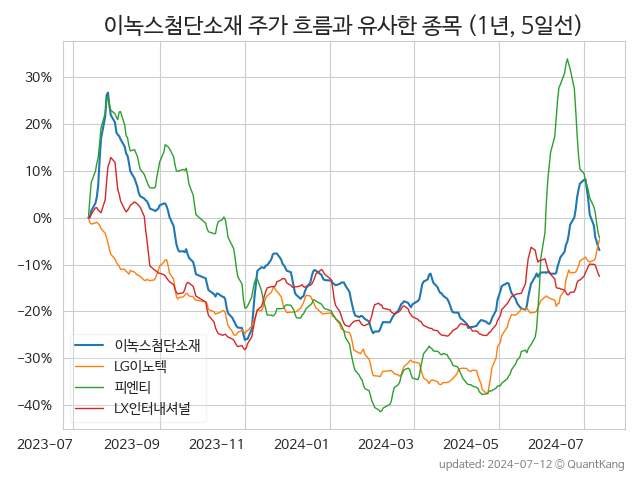 이녹스첨단소재 주가 흐름과 유사한 종목 (1년, 5일선)
30%
20%
10%
0%
−10%
−20%
−30%
−40%
이녹스첨단소재
LG이노텍
피엔티
LX인터내셔널
2023-07 2023-09 2023-11 2024-01 2024-03 2024-05 2024-07
updated: 2024-07-12 © QuantKang